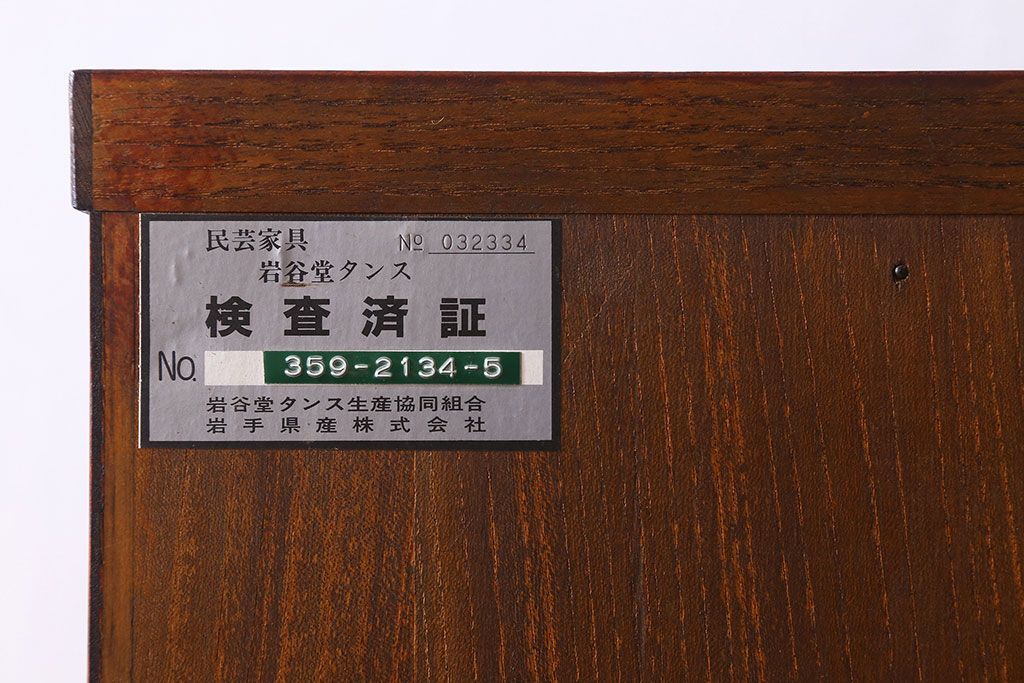 民芸家具 № 032334
岩谷堂タンス
検査済証
No. 359-2134-5
岩谷堂タンス生産協同組合
岩手県産株式会社